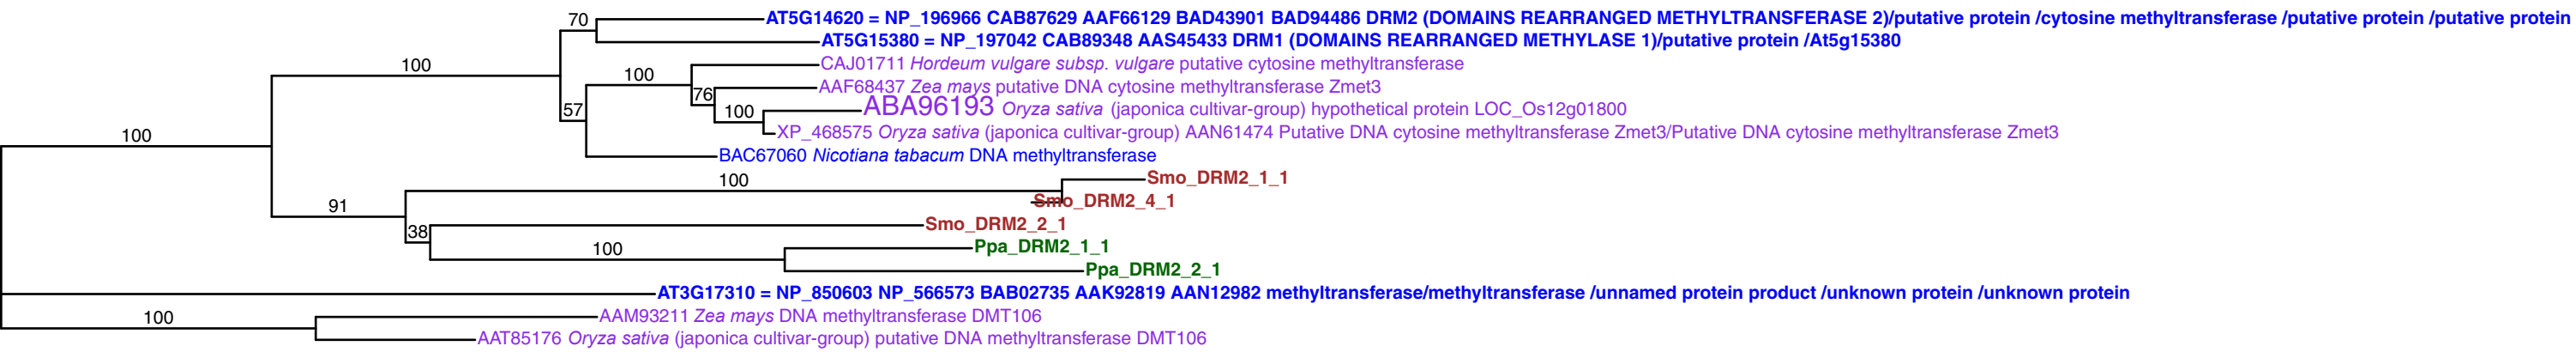 70
AT5G14620 = NP_196966 CAB87629 AAF66129 BAD43901 BAD94486 DRM2 (DOMAINS REARRANGED METHYLTRANSFERASE 2)/putative protein /cytosine methyltransferase /putative protein /putative protein
AT5G15380 = NP_197042 CAB89348 AAS45433 DRM1 (DOMAINS REARRANGED METHYLASE 1)/putative protein /At5g15380
100
CAJ01711 Hordeum vulgare subsp. vulgare putative cytosine methyltransferase
100
AAF68437 Zea mays putative DNA cytosine methyltransferase Zmet3
76
ABA96193 Oryza sativa (japonica cultivar-group) hypothetical protein LOC_Os12g01800
57
100
XP_468575 Oryza sativa (japonica cultivar-group) AAN61474 Putative DNA cytosine methyltransferase Zmet3/Putative DNA cytosine methyltransferase Zmet3
100
BAC67060 Nicotiana tabacum DNA methyltransferase
100
Smo_DRM2_1_1
91
Smo_DRM2_4_1
38
Smo_DRM2_2_1
100
Ppa_DRM2_1_1
Ppa_DRM2_2_1
AT3G17310 = NP_850603 NP_566573 BAB02735 AAK92819 AAN12982 methyltransferase/methyltransferase /unnamed protein product /unknown protein /unknown protein
100
AAM93211 Zea mays DNA methyltransferase DMT106
AAT85176 Oryza sativa (japonica cultivar-group) putative DNA methyltransferase DMT106